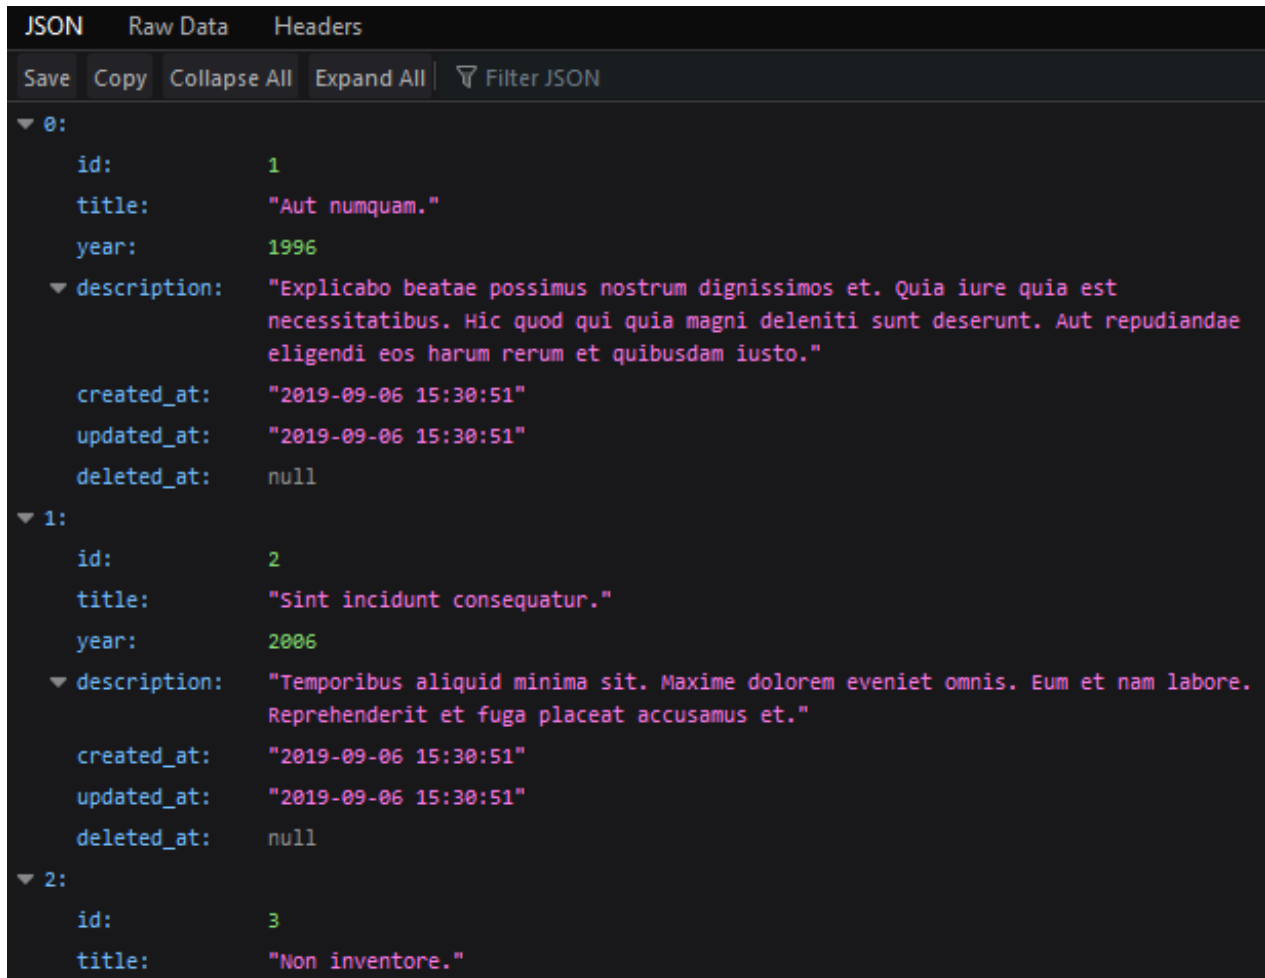 JSON Raw Data Headers
Save Copy Collapse All Expand All Filter JSON
0:
id: 1
title: "Aut numquam."
year: 1996
description: "Explicabo beatae possimus nostrum dignissimos et. Quia iure quia est
necessitatibus. Hic quod qui quia magni deleniti sunt deserunt. Aut repudiandae
eligendi eos harum rerum et quibusdam iusto."
created_at: "2019-09-06 15:30:51"
updated_at: "2019-09-06 15:30:51"
deleted_at: null
1:
id: 2
title: "Sint incidunt consequatur."
year: 2006
description: "Temporibus aliquid minima sit. Maxime dolorem eveniet omnis. Eum et nam labore.
Reprehenderit et fuga placeat accusamus et."
created_at: "2019-09-06 15:30:51"
updated_at: "2019-09-06 15:30:51"
deleted_at: null
2:
id: 3
title: "Non inventore."